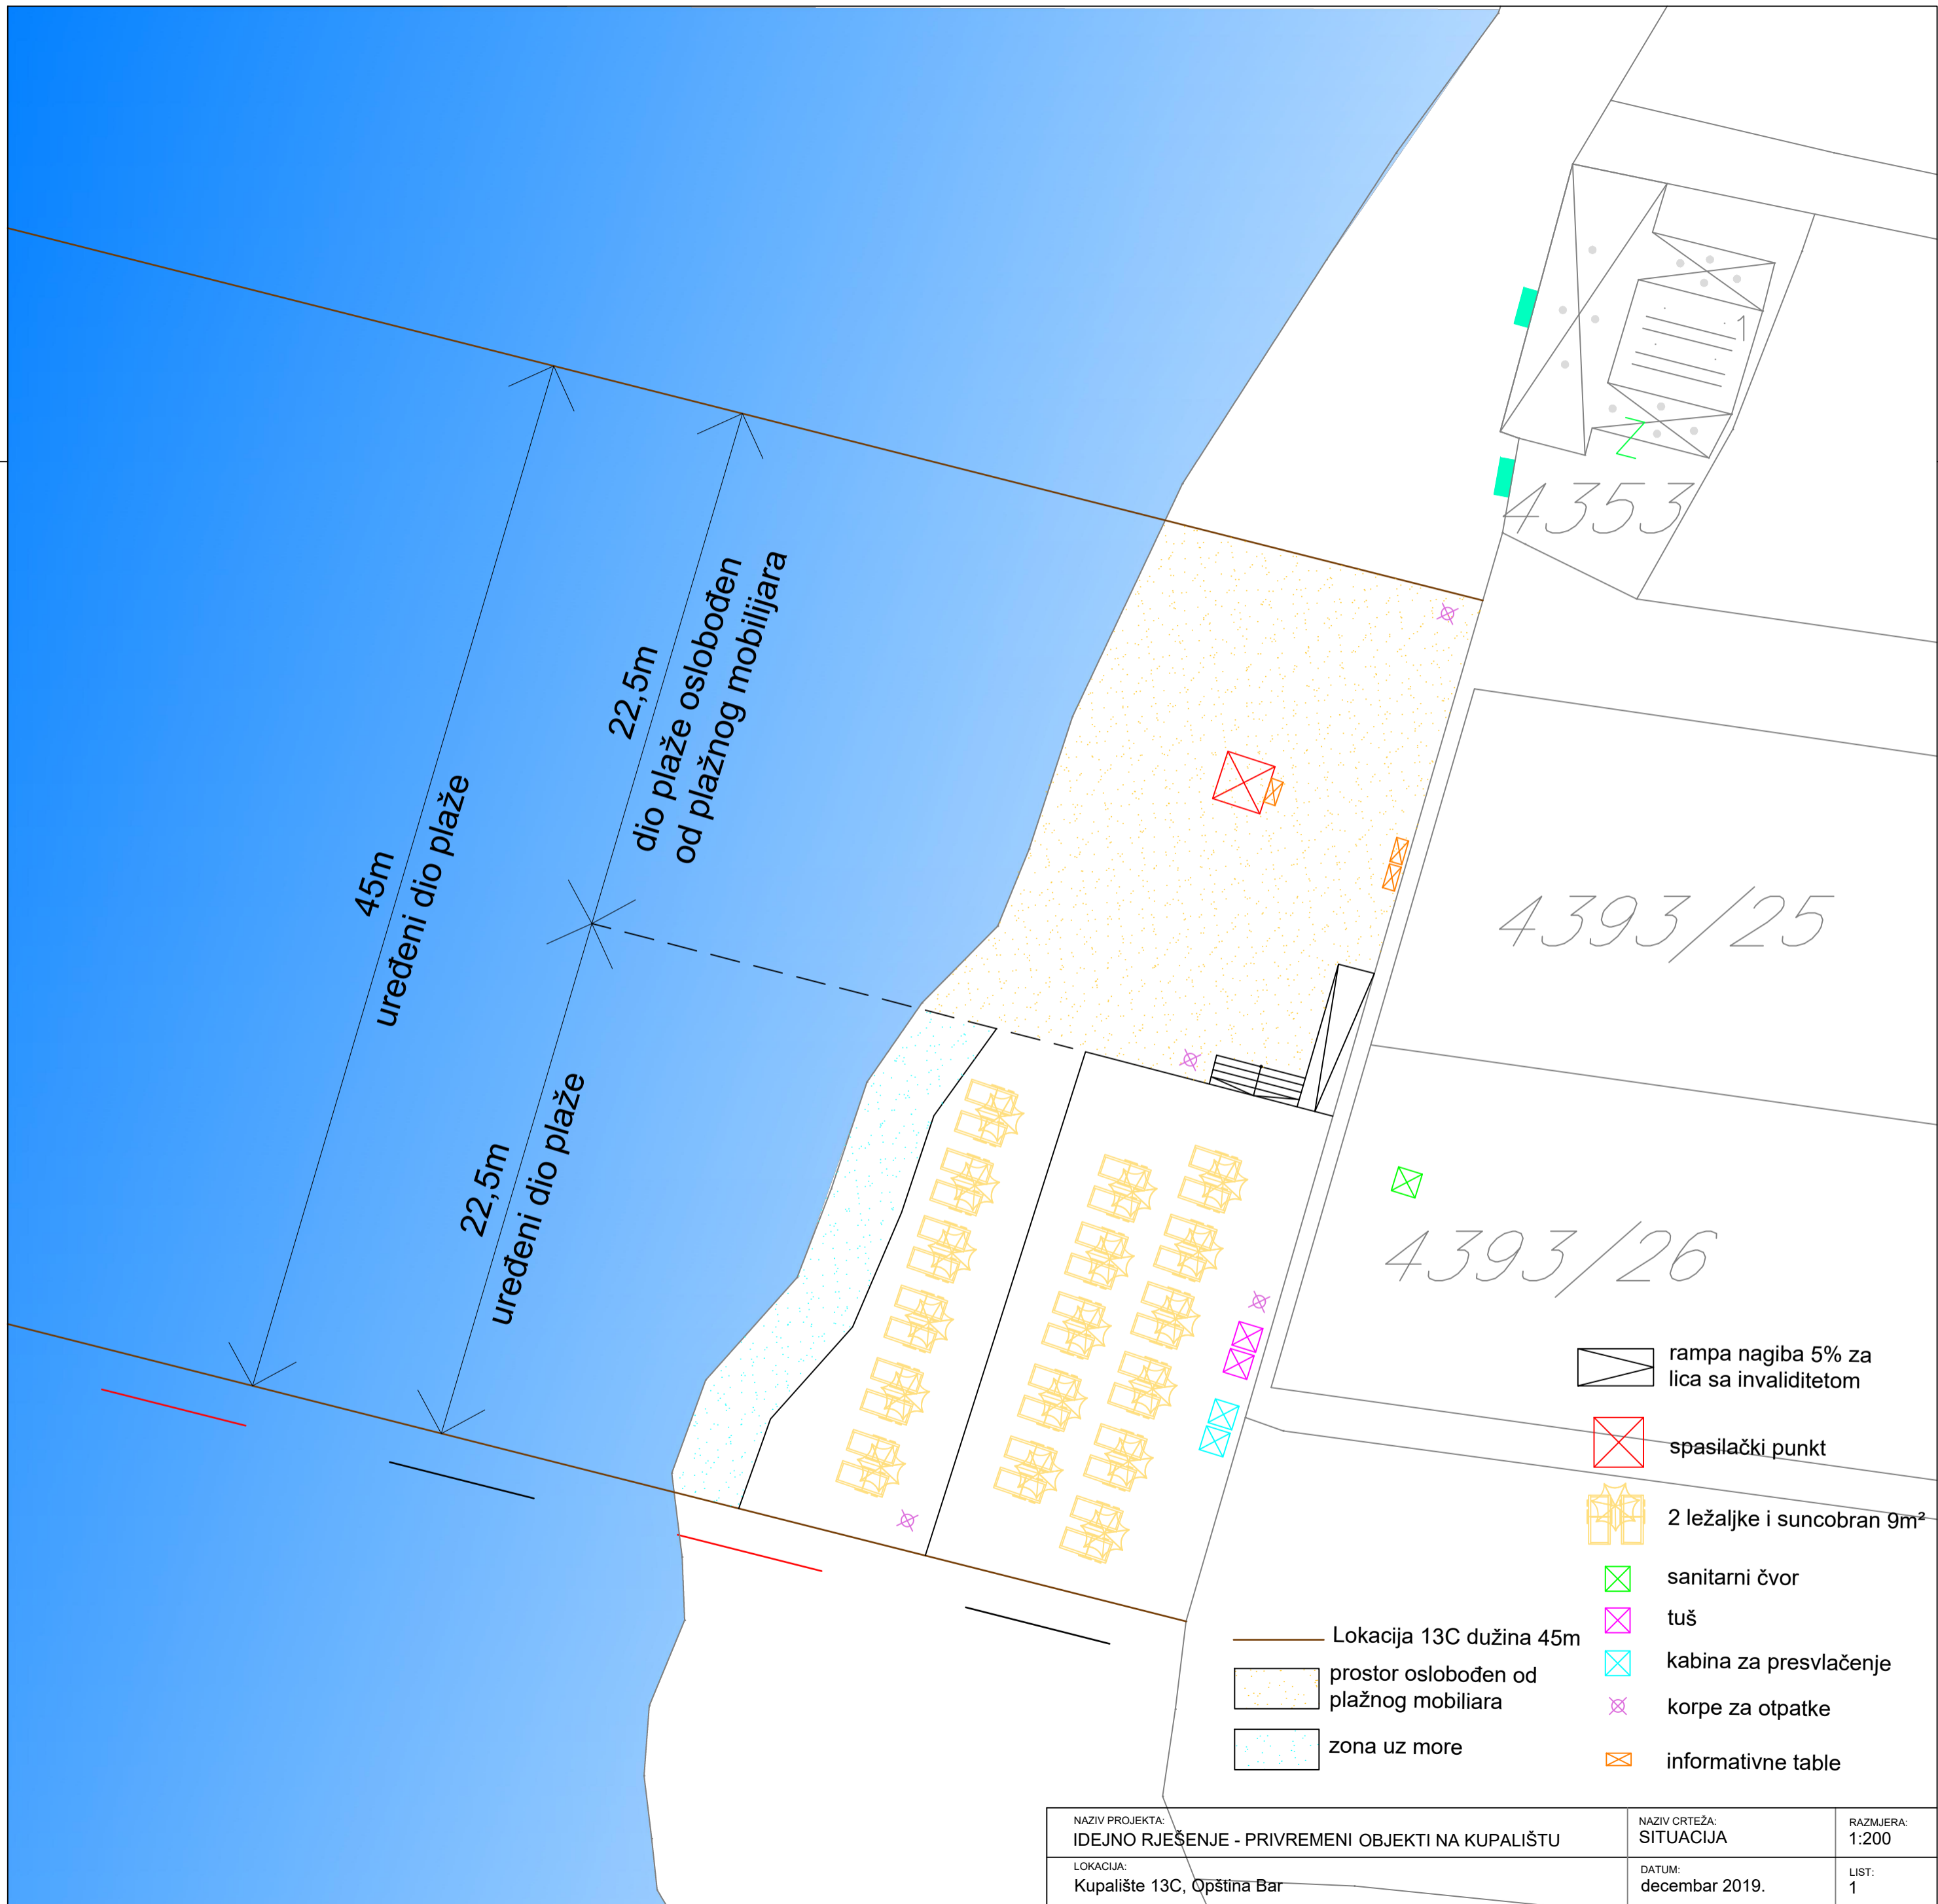 45m
uređeni dio plaže
22,5m
dio plaže oslobođen
od plažnog mobilijara
22,5m
uređeni dio plaže
1
4353
4393/25
4393/26
rampa nagiba 5% za
lica sa invaliditetom
spasilački punkt
2 ležaljke i suncobran 9m²
sanitarni čvor
tuš
kabina za presvlačenje
korpe za otpatke
informativne table
Lokacija 13C dužina 45m
prostor oslobođen od
plažnog mobiliara
zona uz more
NAZIV PROJEKTA:
IDEJNO RJEŠENJE - PRIVREMENI OBJEKTI NA KUPALIŠTU
NAZIV CRTEŽA:
SITUACIJA
RAZMJERA:
1:200
LOKACIJA:
Kupalište 13C, Opština Bar
DATUM:
decembar 2019.
LIST:
1